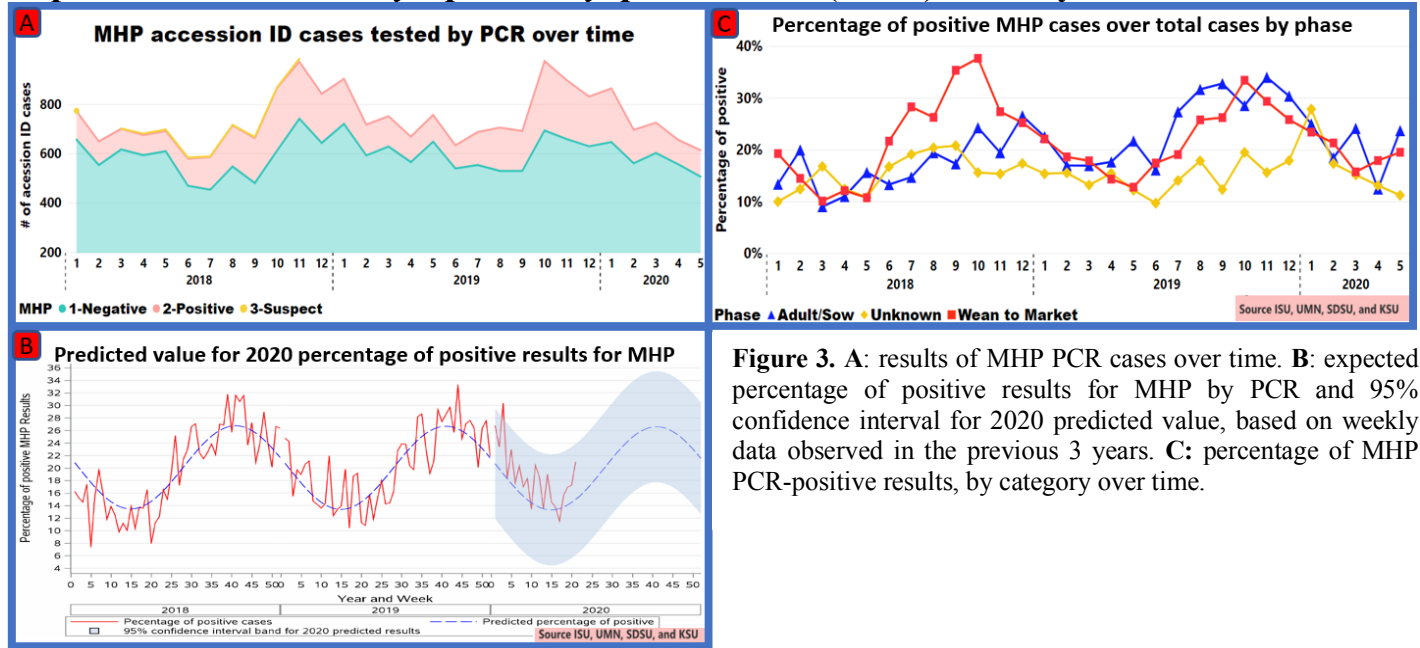 A
MHP accession ID cases tested by PCR over time
# of acession ID cases
800
600
400
200
1 2 3 4 5 6 7 8 9 10 11 12 1 2 3 4 5 6 7 8 9 10 11 12 1 2 3 4 5
2018 2019 2020
MHP 1-Negative 2-Positive 3-Suspect
C
Percentage of positive MHP cases over total cases by phase
Percentage of positive
40%
30%
20%
10%
0%
1 2 3 4 5 6 7 8 9 10 11 12 1 2 3 4 5 6 7 8 9 10 11 12 1 2 3 4 5
2018 2019 2020
Phase Adult/Sow Unknown Wean to Market
Source ISU, UMN, SDSU, and KSU
B
Predicted value for 2020 percentage of positive results for MHP
Percentage of positive MHP Results
36
34
32
30
28
26
24
22
20
18
16
14
12
10
8
6
4
0 5 10 15 20 25 30 35 40 45 50 0 5 10 15 20 25 30 35 40 45 50 0 5 10 15 20 25 30 35 40 45 50
Year and Week
2018 2019 2020
Pecentage of positive cases Predicted percentage of positive
95% confidence interval band for 2020 predicted results
Source ISU, UMN, SDSU, and KSU
Figure 3. A: results of MHP PCR cases over time. B: expected
percentage of positive results for MHP by PCR and 95%
confidence interval for 2020 predicted value, based on weekly
data observed in the previous 3 years. C: percentage of MHP
PCR-positive results, by category over time.